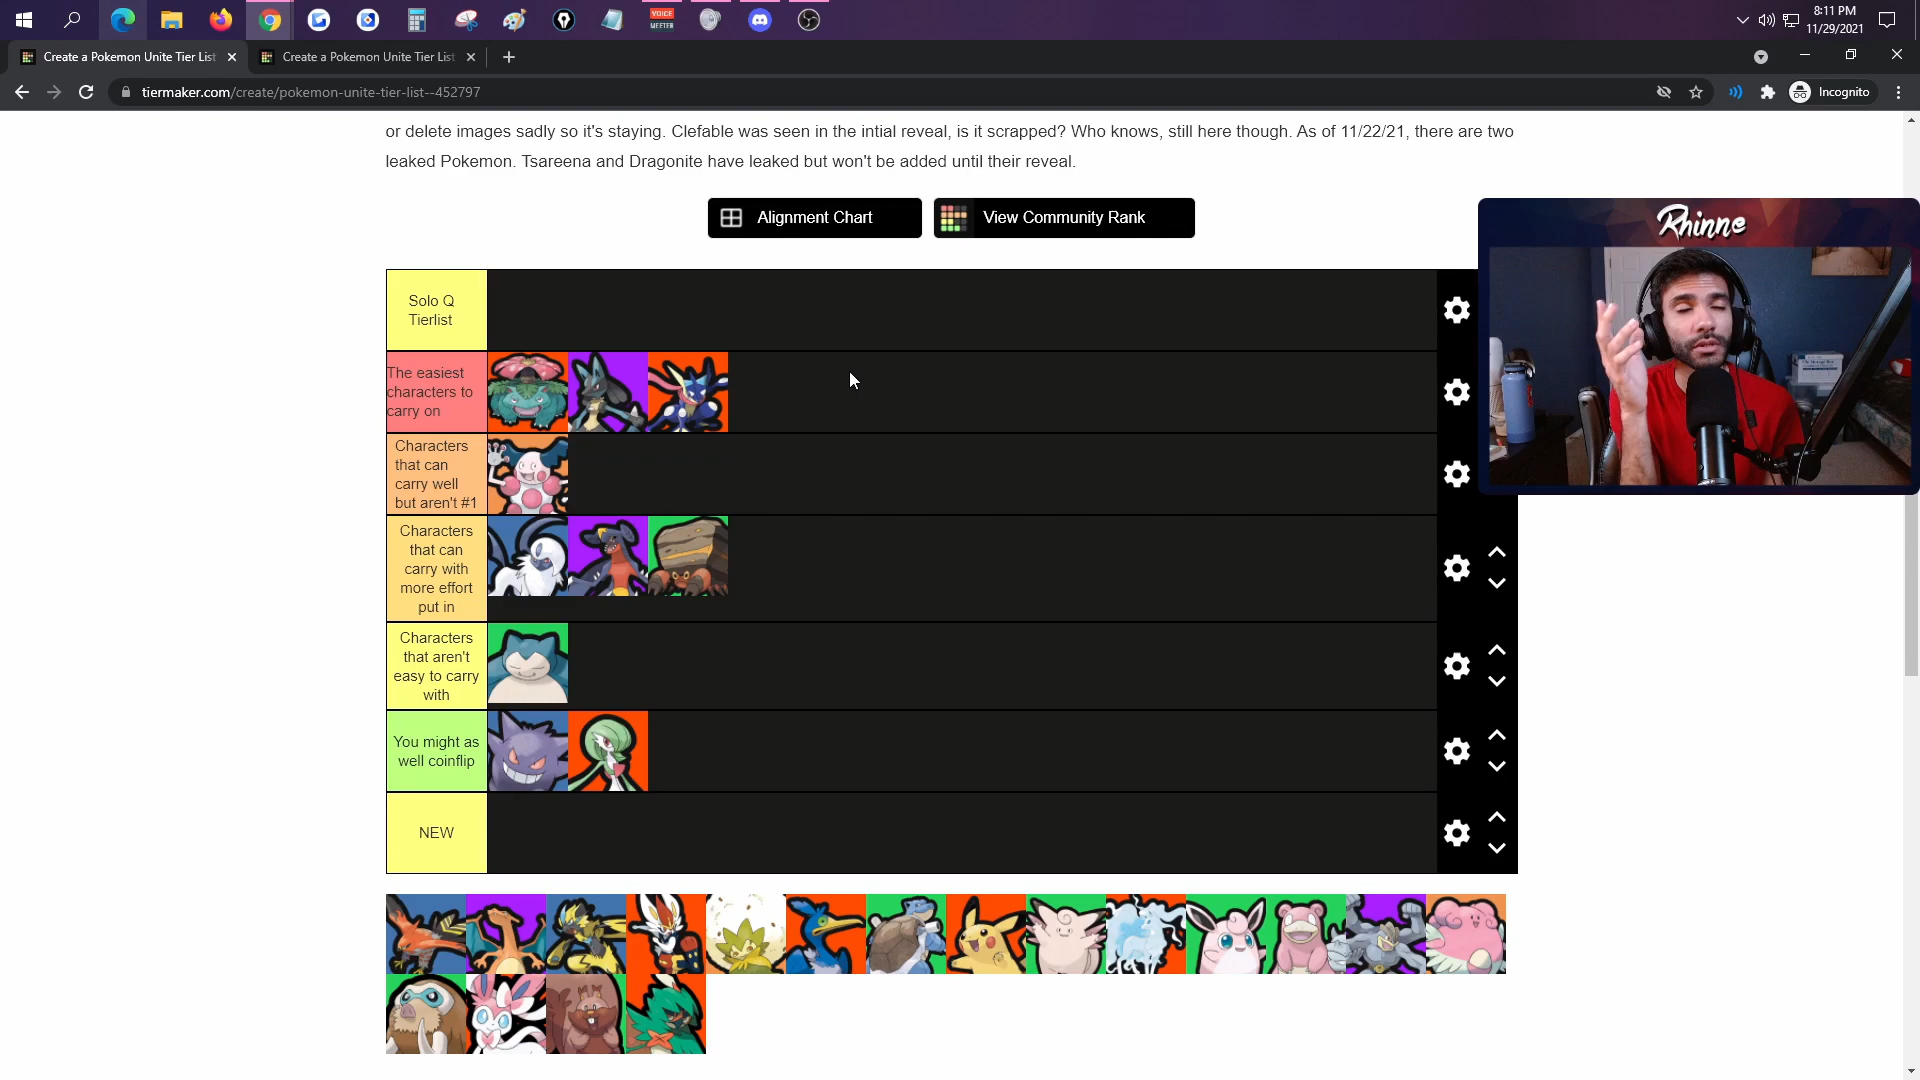 8:11 PM
VOICE
MEETER
11/29/2021
Create a Pokemon Unite Tier List
Create a Pokemon Unite Tier List
tiermaker.com/create/pokemon-unite-tier-list--452797
Incognito
or delete images sadly so it's staying. Clefable was seen in the intial reveal, is it scrapped? Who knows, still here though. As of 11/22/21, there are two
leaked Pokemon. Tsareena and Dragonite have leaked but won't be added until their reveal.
Alignment Chart
View Community Rank
Rhinne
Solo Q
Tierlist
The easiest
characters to
carry on
Characters
that can
carry well
but aren't #1
Characters
that can
carry with
more effort
put in
Characters
that aren't
easy to carry
with
You might as
well coinflip
NEW